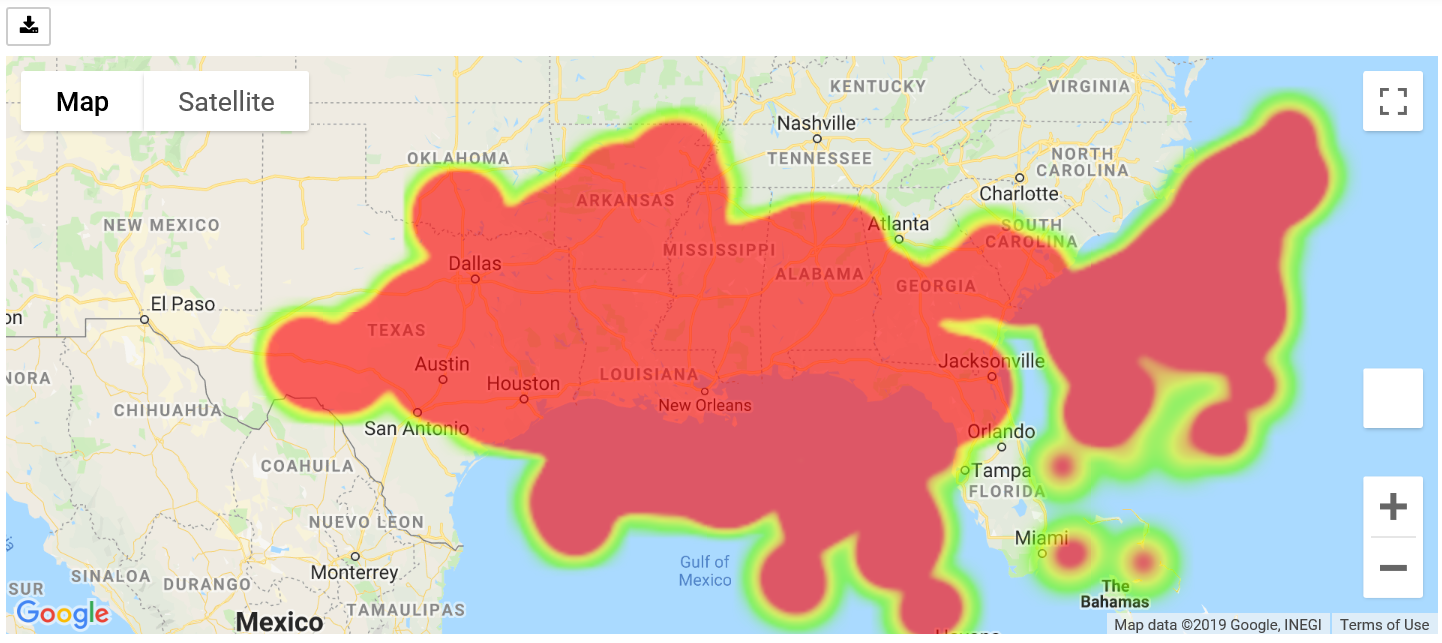 Map
Satellite
KENTUCKY
VIRGINIA
Nashville
TENNESSEE
OKLAHOMA
NORTH
CAROLINA
Charlotte
ARKANSAS
NEW MEXICO
Atlanta
SOUTH
CAROLINA
MISSISSIPPI
Dallas
ALABAMA
GEORGIA
El Paso
on
TEXAS
Austin
Jacksonville
NORA
Houston
LOUISIANA
New Orleans
CHIHUAHUA
San Antonio
Orlando
COAHUILA
Tampa
FLORIDA
NUEVO LEON
Miami
Gulf of
Mexico
Monterrey
SINALOA
DURANGO
SUR
The
Bahamas
TAMAULIPAS
Google
Mexico
Havana
Map data ©2019 Google, INEGI
Terms of Use